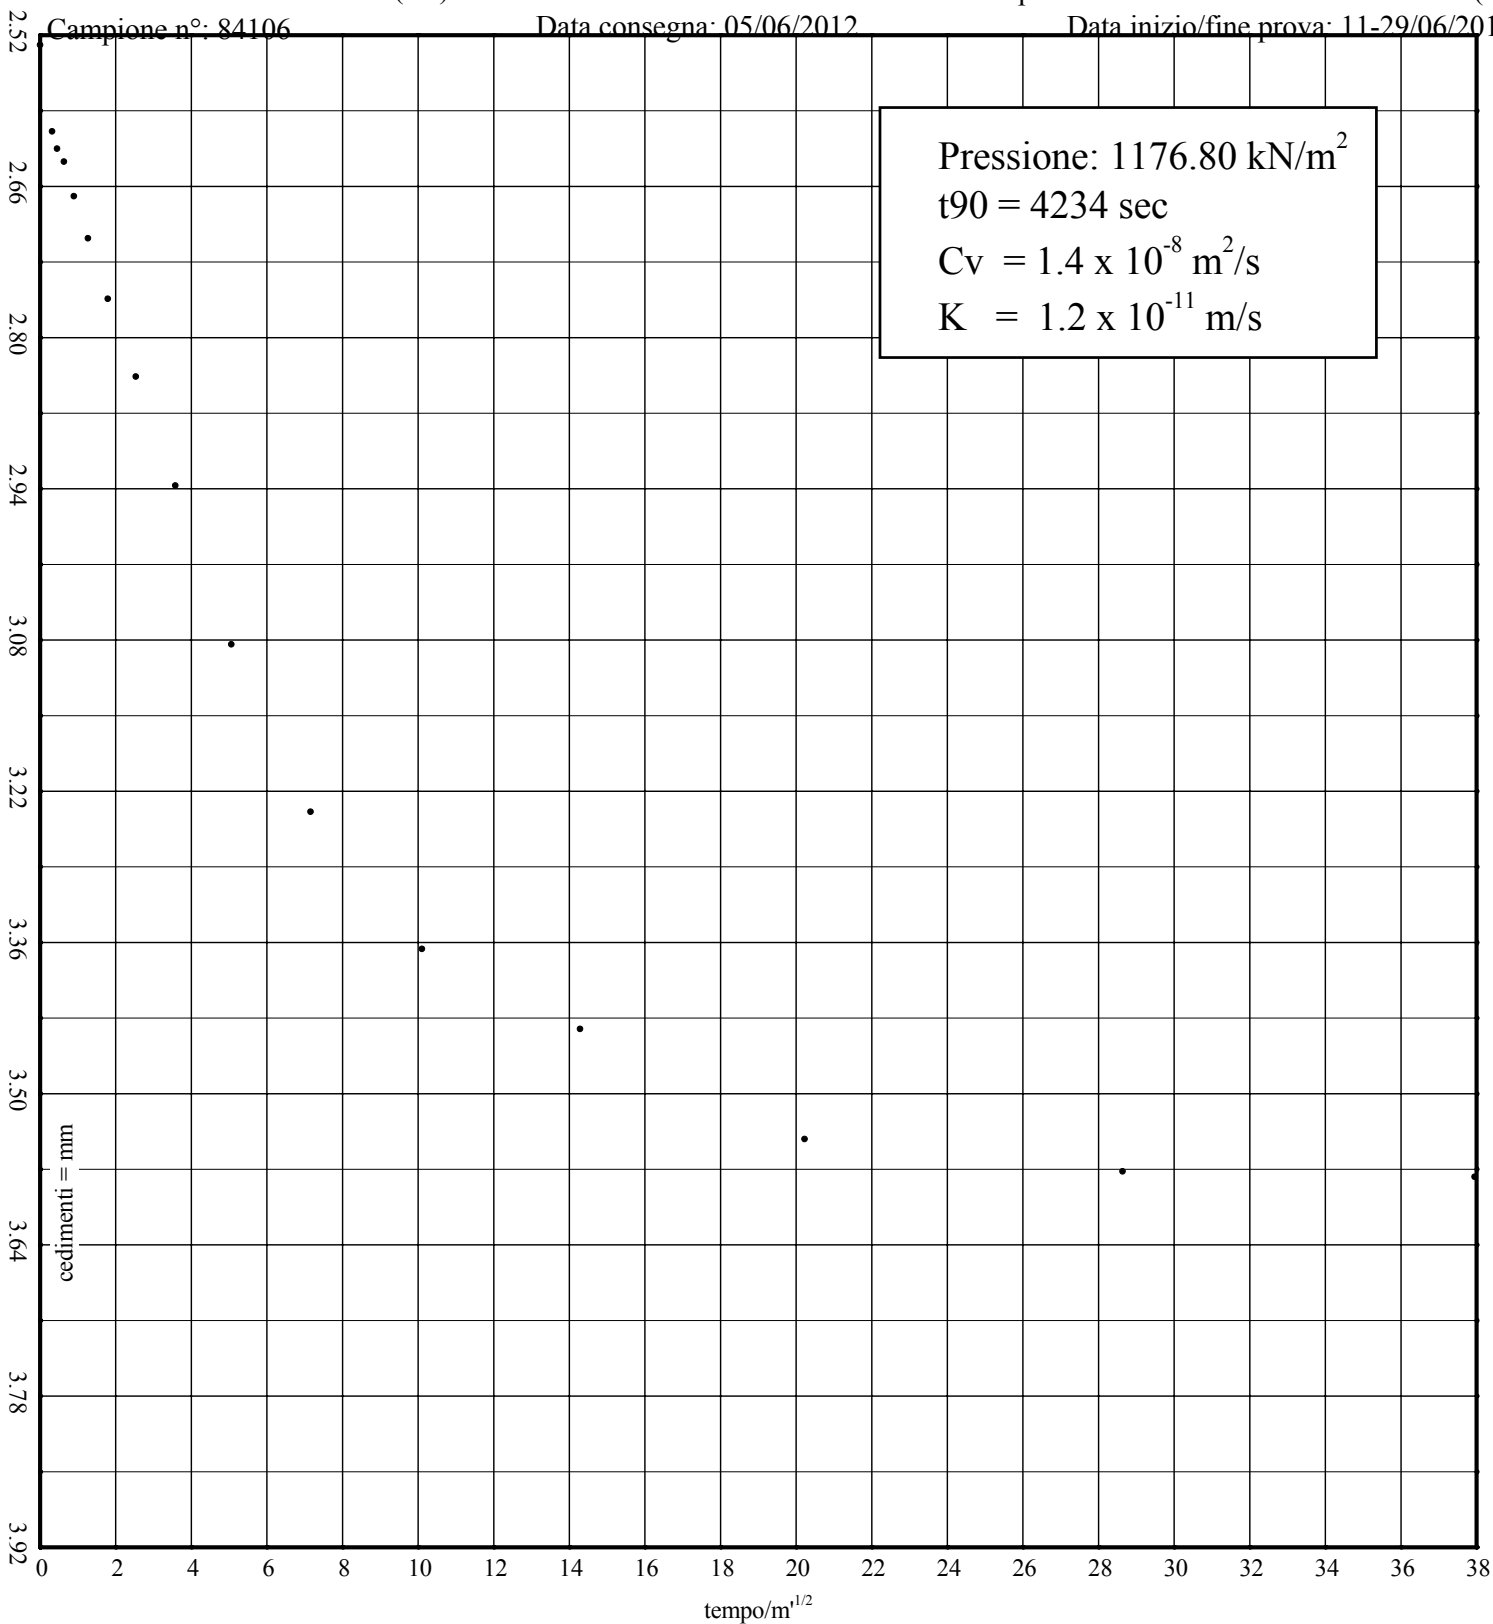 Campione n°: 84106 Data consegna: 05/06/2012 Data inizio/fine prova: 11-29/06/201
Pressione: 1176.80 kN/m²
t90 = 4234 sec
Cv = 1.4 x 10⁻⁸ m²/s
K = 1.2 x 10⁻¹¹ m/s
2.52
2.66
2.80
2.94
3.08
3.22
3.36
3.50
3.64
3.78
3.92
cedimenti = mm
0 2 4 6 8 10 12 14 16 18 20 22 24 26 28 30 32 34 36 38
tempo/m'¹/²